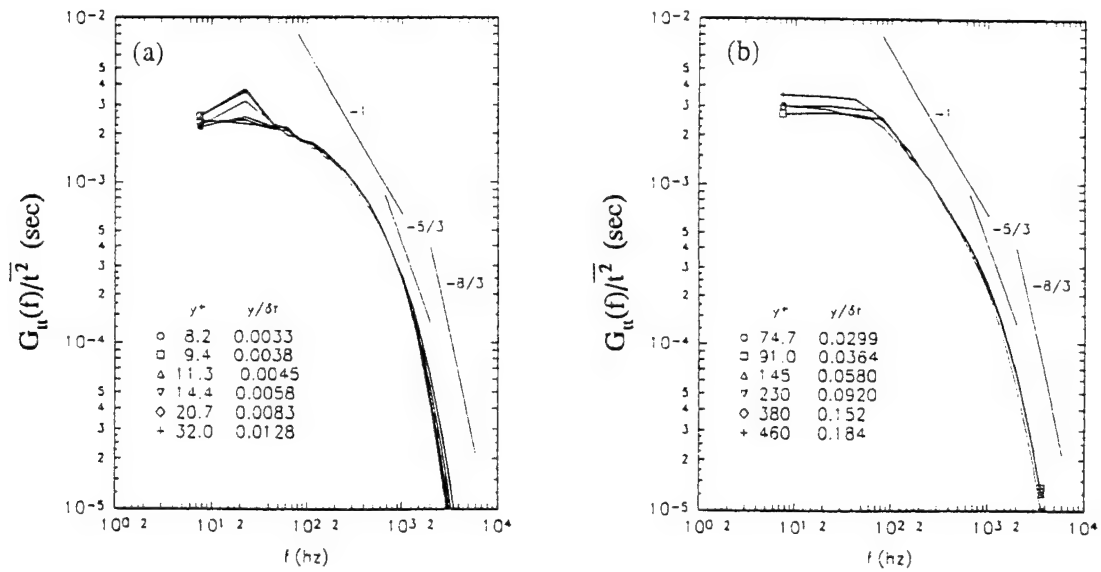 (a)
10⁻²
5
4
3
2
10⁻³
5
4
3
2
10⁻⁴
5
4
3
2
10⁻⁵
G_tt(f)/t̅² (sec)
-1
-5/3
-8/3
y+ y/δT
○ 8.2 0.0033
□ 9.4 0.0038
△ 11.3 0.0045
▽ 14.4 0.0058
◇ 20.7 0.0083
+ 32.0 0.0128
10⁰ 2 10¹ 2 10² 2 10³ 2 10⁴
f (hz)
(b)
10⁻²
5
4
3
2
10⁻³
5
4
3
2
10⁻⁴
5
4
3
2
10⁻⁵
G_tt(f)/t̅² (sec)
-1
-5/3
-8/3
y+ y/δT
○ 74.7 0.0299
□ 91.0 0.0364
△ 145 0.0580
▽ 230 0.0920
◇ 380 0.152
+ 460 0.184
10⁰ 2 10¹ 2 10² 2 10³ 2 10⁴
f (hz)